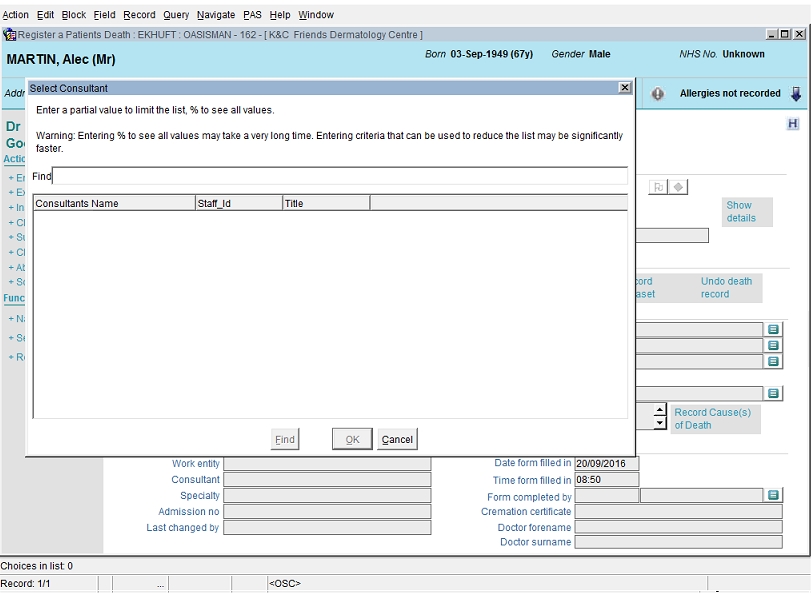 Action Edit Block Field Record Query Navigate PAS Help Window
Register a Patients Death : EKHUFT : OASISMAN - 162 - [ K&C Friends Dermatology Centre ]
MARTIN, Alec (Mr) Born 03-Sep-1949 (67y) Gender Male NHS No. Unknown
Addr
Allergies not recorded
Select Consultant
Enter a partial value to limit the list, % to see all values.
Warning: Entering % to see all values may take a very long time. Entering criteria that can be used to reduce the list may be significantly
faster.
Find
Consultants Name Staff_Id Title
Find OK Cancel
Dr
H
Actio
+ Er
+ Ex
+ In
+ Cl
+ Su
+ Cl
+ Ab
+ Sc
Func
+ Na
+ Se
+ Re
Show
details
cord
aset
Undo death
record
Record Cause(s)
of Death
Work entity
Consultant
Specialty
Admission no
Last changed by
Date form filled in 20/09/2016
Time form filled in 08:50
Form completed by
Cremation certificate
Doctor forename
Doctor surname
Choices in list: 0
Record: 1/1 ... <OSC>